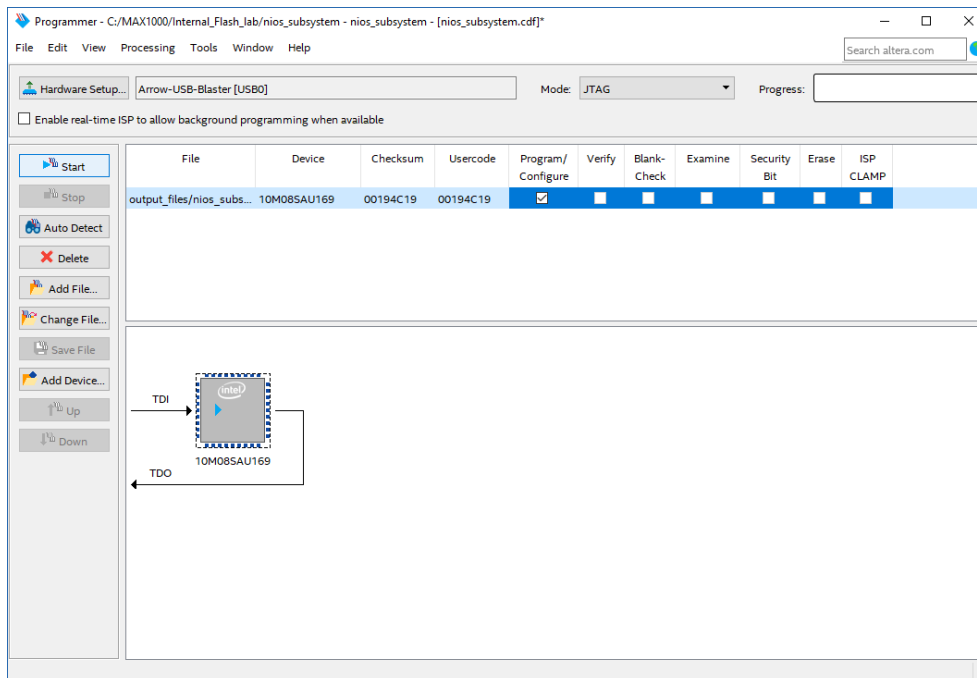 Programmer - C:/MAX1000/Internal_Flash_lab/nios_subsystem - nios_subsystem - [nios_subsystem.cdf]*
File Edit View Processing Tools Window Help
Search altera.com
Hardware Setup... Arrow-USB-Blaster [USB0] Mode: JTAG Progress:
Enable real-time ISP to allow background programming when available
Start
Stop
Auto Detect
Delete
Add File...
Change File...
Save File
Add Device...
Up
Down
File Device Checksum Usercode Program/ Verify Blank- Examine Security Erase ISP
Configure Check Bit CLAMP
output_files/nios_subs... 10M08SAU169 00194C19 00194C19
TDI
intel
10M08SAU169
TDO